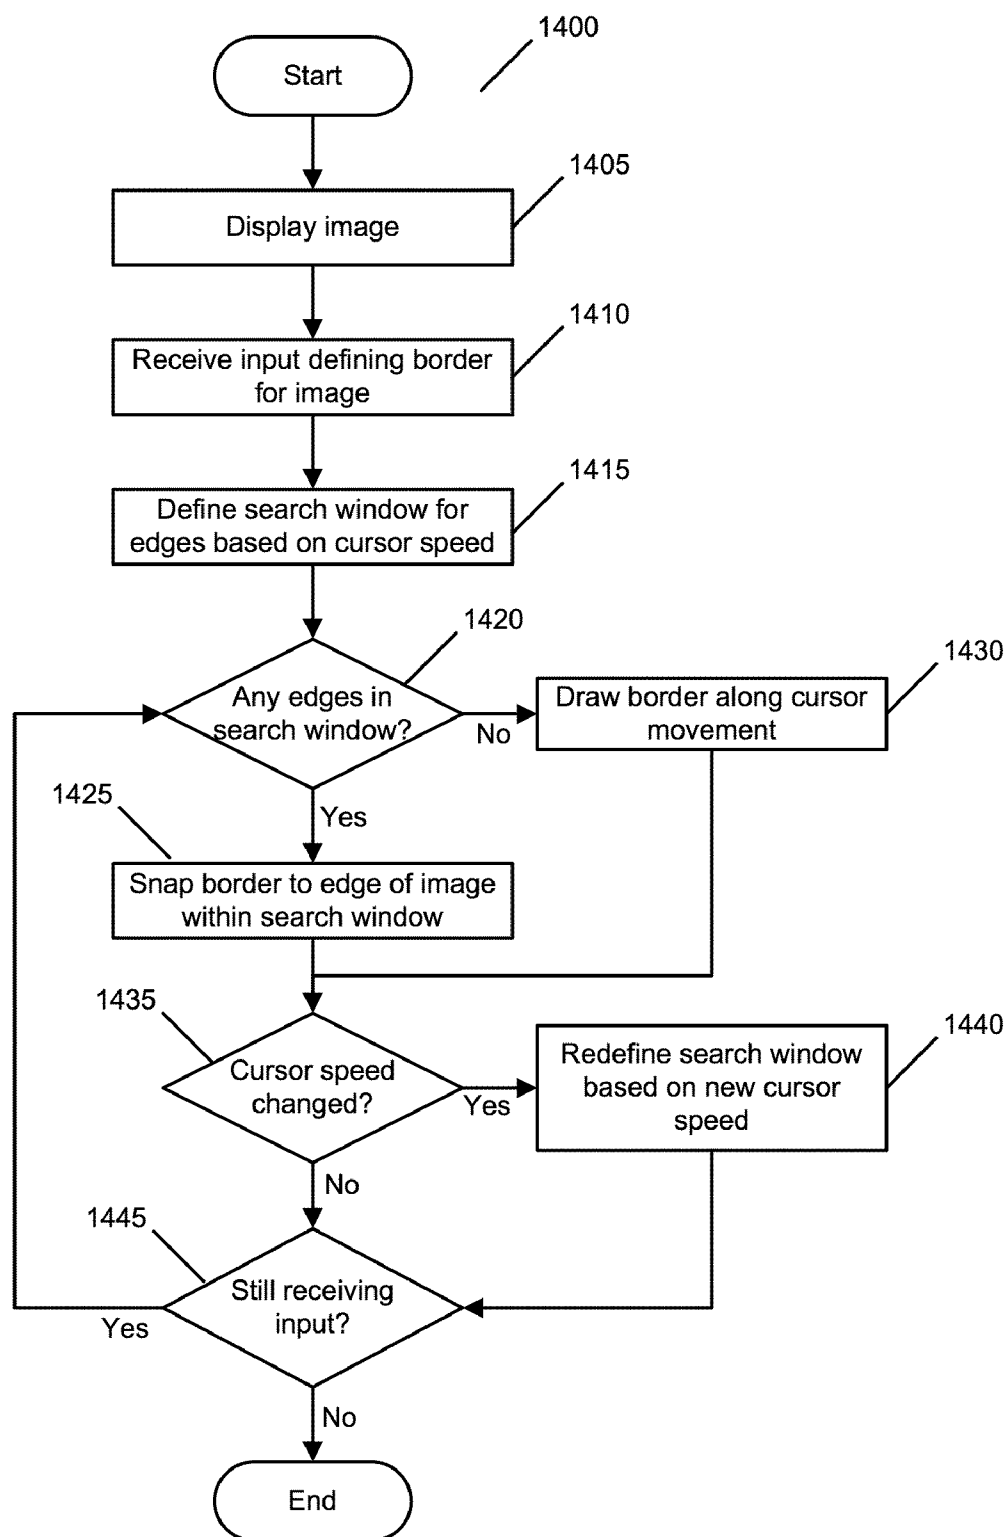 1400
Start
1405
Display image
1410
Receive input defining border
for image
1415
Define search window for
edges based on cursor speed
1420
Any edges in
search window?
No
1430
Draw border along cursor
movement
Yes
1425
Snap border to edge of image
within search window
1435
Cursor speed
changed?
Yes
1440
Redefine search window
based on new cursor
speed
No
1445
Still receiving
input?
Yes
No
End